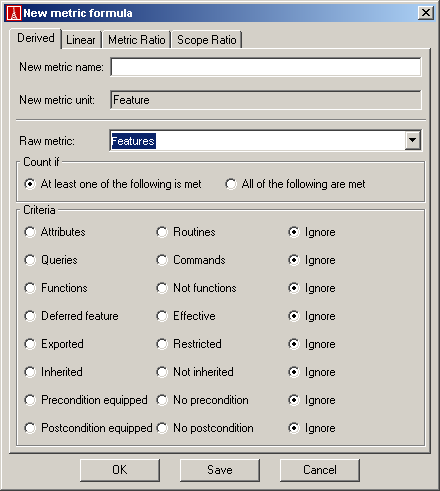 New metric formula
Derived Linear Metric Ratio Scope Ratio
New metric name:
New metric unit: Feature
Raw metric: Features
Count if
At least one of the following is met All of the following are met
Criteria
Attributes Routines Ignore
Queries Commands Ignore
Functions Not functions Ignore
Deferred feature Effective Ignore
Exported Restricted Ignore
Inherited Not inherited Ignore
Precondition equipped No precondition Ignore
Postcondition equipped No postcondition Ignore
OK Save Cancel